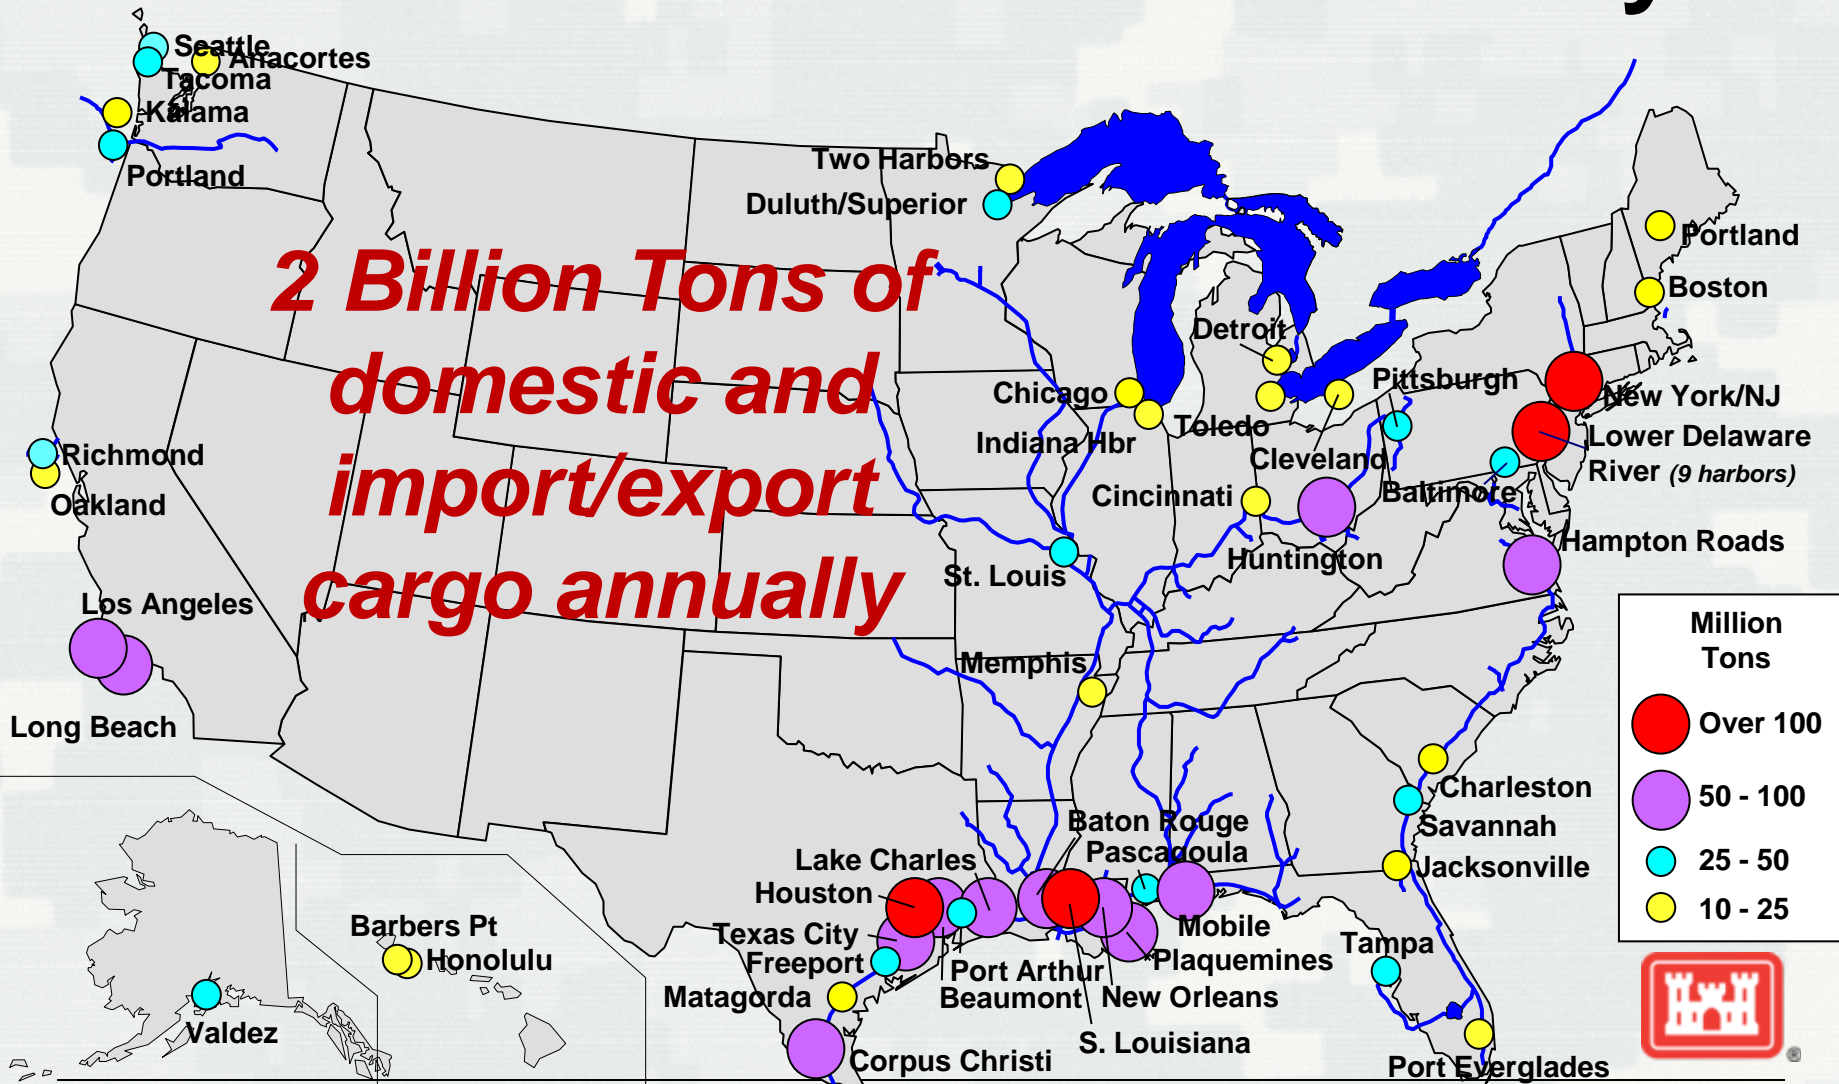 Seattle
Anacortes
Tacoma
Kalama
Portland
Two Harbors
Duluth/Superior
Portland
Boston
2 Billion Tons of
domestic and
import/export
cargo annually
Detroit
Chicago
Pittsburgh
Indiana Hbr
Toledo
New York/NJ
Lower Delaware
River (9 harbors)
Cleveland
Richmond
Oakland
Cincinnati
Baltimore
Huntington
Hampton Roads
St. Louis
Los Angeles
Long Beach
Memphis
Million
Tons
Over 100
50 - 100
25 - 50
10 - 25
Charleston
Savannah
Jacksonville
Baton Rouge
Pascagoula
Lake Charles
Houston
Texas City
Freeport
Matagorda
Corpus Christi
Port Arthur
Beaumont
New Orleans
S. Louisiana
Mobile
Plaquemines
Tampa
Port Everglades
Barbers Pt
Honolulu
Valdez
®